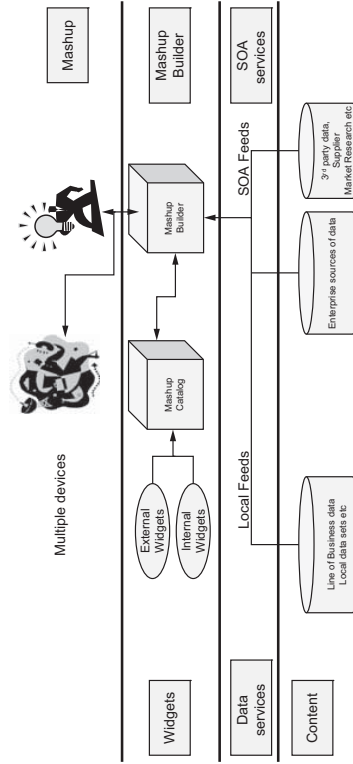 Mashup
Multiple devices
Widgets
External
Widgets
Internal
Widgets
Mashup
Catalog
Mashup
Builder
Mashup
Builder
Data
services
Local Feeds
SOA Feeds
SOA
services
Content
Line of Business data
Local data sets etc
Enterprise sources of data
3rd party data,
Supplier
Market Research etc